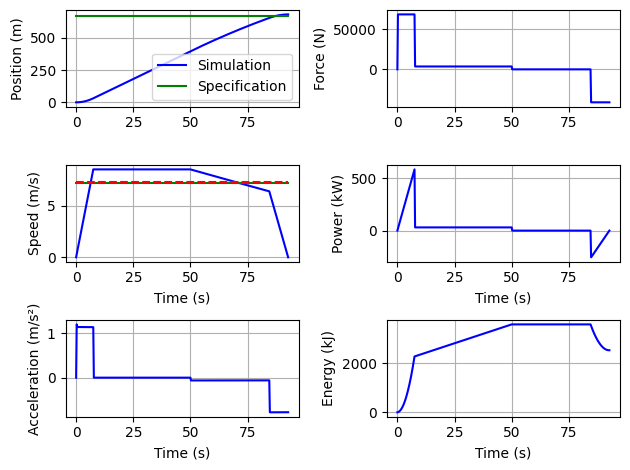 Position (m)
500
250
0
0 25 50 75
Simulation
Specification
Force (N)
50000
0
0 25 50 75
Speed (m/s)
5
0
0 25 50 75
Time (s)
Power (kW)
500
0
0 25 50 75
Time (s)
Acceleration (m/s²)
1
0
0 25 50 75
Time (s)
Energy (kJ)
2000
0
0 25 50 75
Time (s)